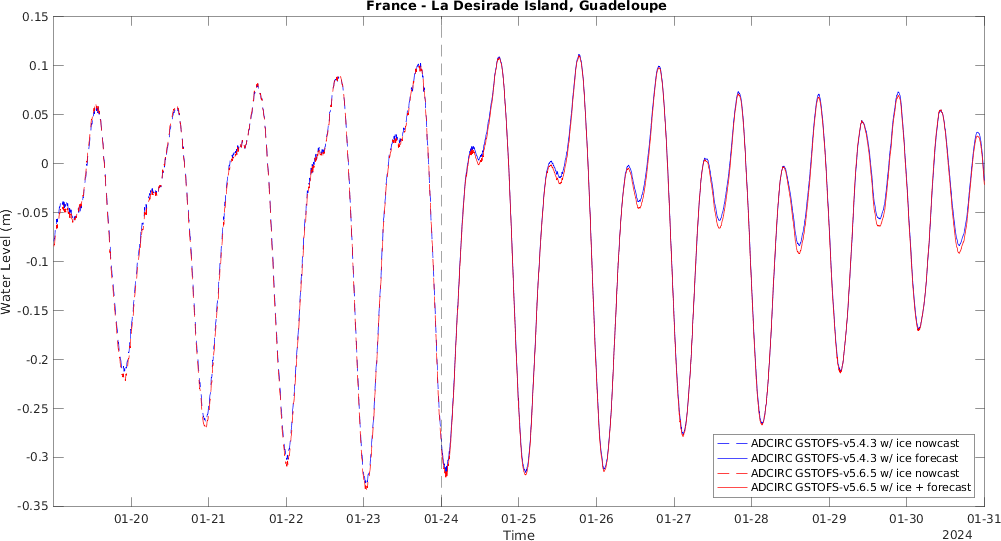 France - La Desirade Island, Guadeloupe
0.15
0.1
0.05
0
-0.05
-0.1
-0.15
-0.2
-0.25
-0.3
-0.35
Water Level (m)
ADCIRC GSTOFS-v5.4.3 w/ ice nowcast
ADCIRC GSTOFS-v5.4.3 w/ ice forecast
ADCIRC GSTOFS-v5.6.5 w/ ice nowcast
ADCIRC GSTOFS-v5.6.5 w/ ice + forecast
01-20 01-21 01-22 01-23 01-24 01-25 01-26 01-27 01-28 01-29 01-30 01-31
Time
2024